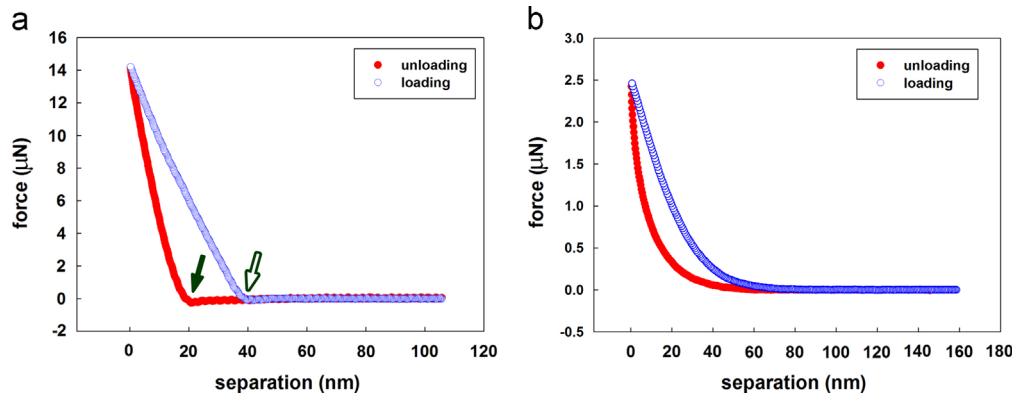 a
16
14
12
10
8
6
4
2
0
-2
force (µN)
unloading
loading
0 20 40 60 80 100 120
separation (nm)
b
3.0
2.5
2.0
1.5
1.0
0.5
0.0
-0.5
force (µN)
unloading
loading
0 20 40 60 80 100 120 140 160 180
separation (nm)